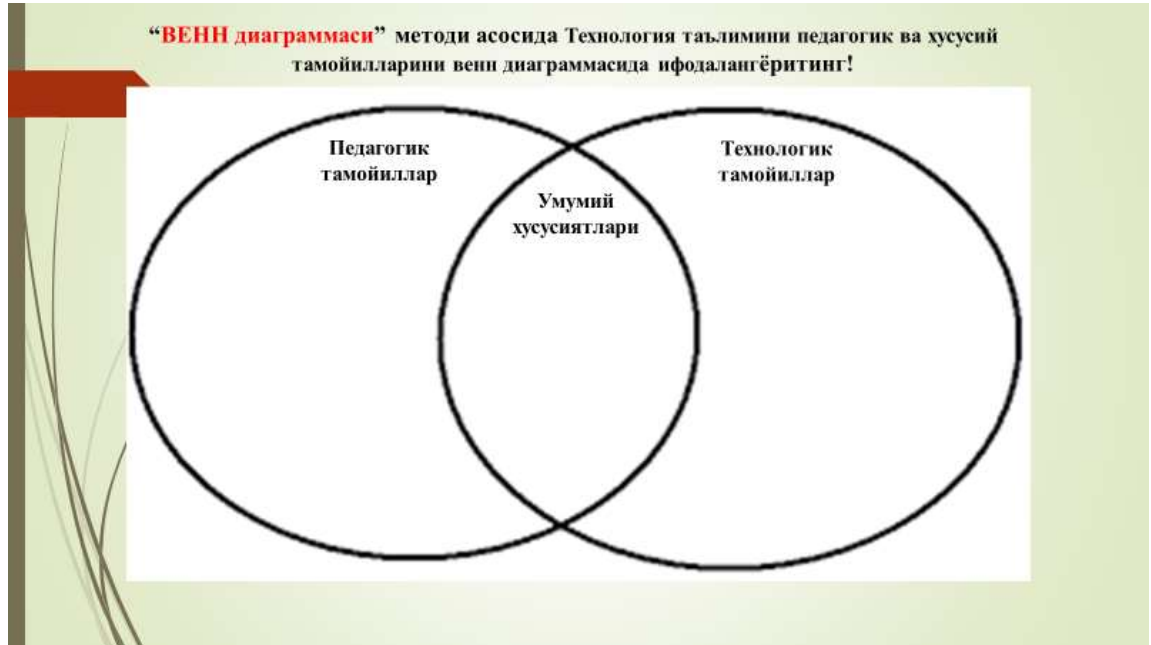 “ВЕНН диаграммаси” методи асосида Технология таълимини педагогик ва хусусий
тамойилларини венн диаграммасида ифодалангёритинг!
Педагогик
тамойиллар
Умумий
хусусиятлари
Технологик
тамойиллар